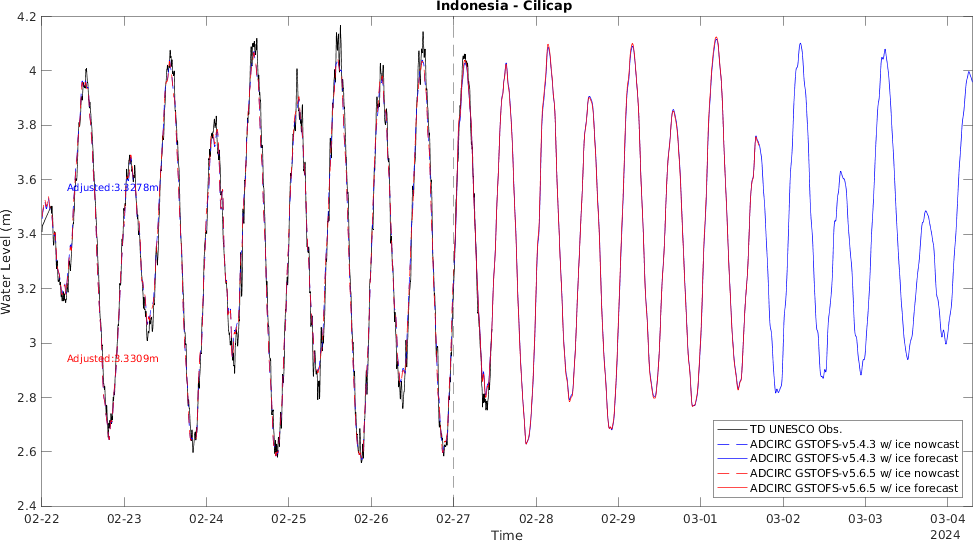 Indonesia - Cilicap
Water Level (m)
4.2
4
3.8
3.6
3.4
3.2
3
2.8
2.6
2.4
Adjusted:3.3278m
Adjusted:3.3309m
TD UNESCO Obs.
ADCIRC GSTOFS-v5.4.3 w/ ice nowcast
ADCIRC GSTOFS-v5.4.3 w/ ice forecast
ADCIRC GSTOFS-v5.6.5 w/ ice nowcast
ADCIRC GSTOFS-v5.6.5 w/ ice forecast
02-22 02-23 02-24 02-25 02-26 02-27 02-28 02-29 03-01 03-02 03-03 03-04
Time
2024